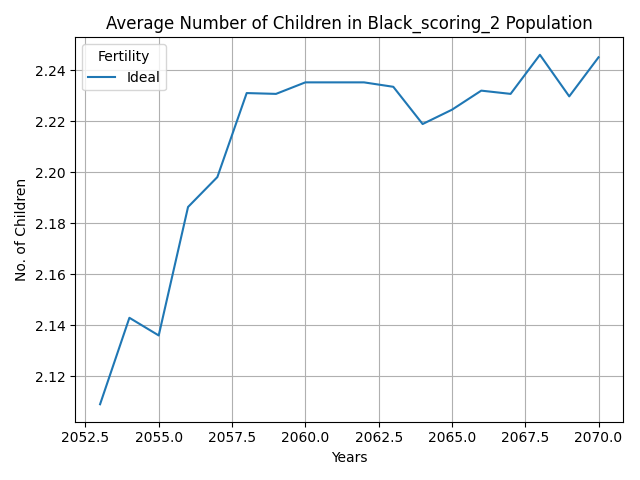 Average Number of Children in Black_scoring_2 Population
Fertility
Ideal
No. of Children
2.24
2.22
2.20
2.18
2.16
2.14
2.12
2052.5 2055.0 2057.5 2060.0 2062.5 2065.0 2067.5 2070.0
Years